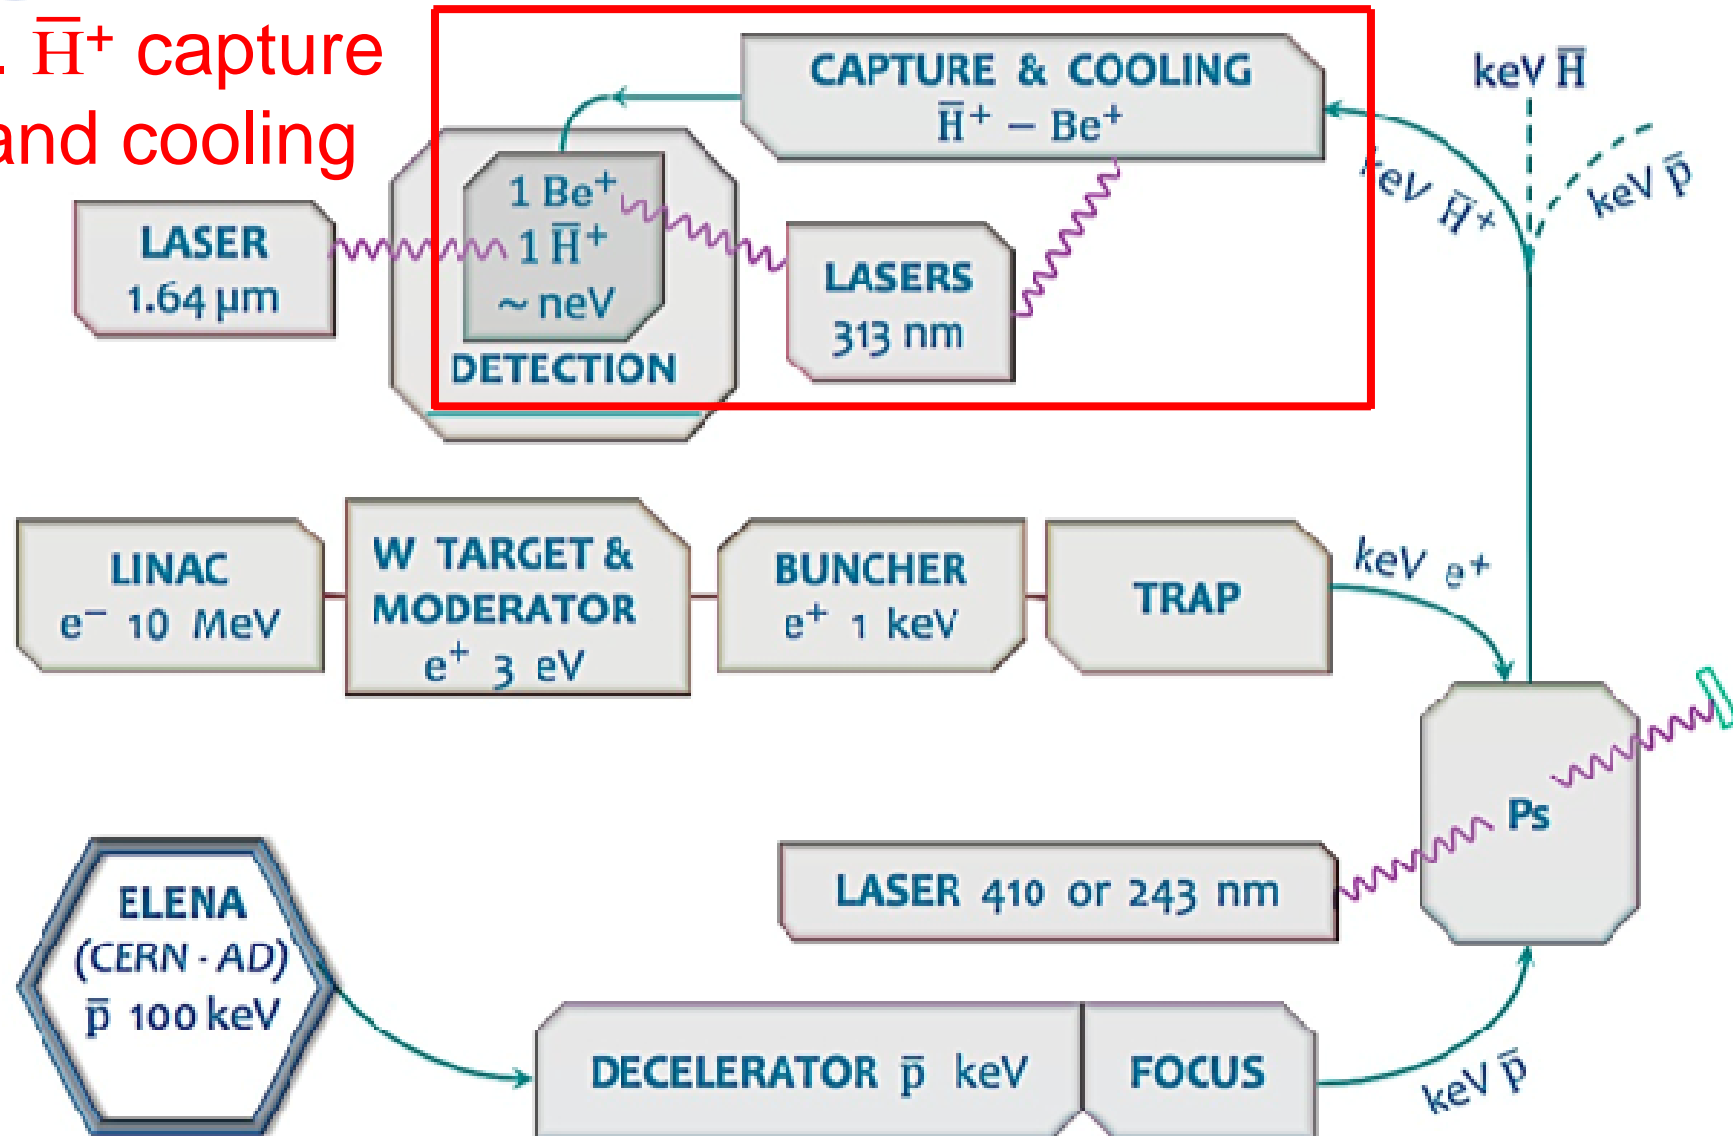 . H̅⁺ capture
and cooling
CAPTURE & COOLING
H̅⁺ – Be⁺
keV H̅
keV H̅⁺
keV p̅
1 Be⁺
1 H̅⁺
~ neV
DETECTION
LASER
1.64 µm
LASERS
313 nm
LINAC
e⁻ 10 MeV
W TARGET &
MODERATOR
e⁺ 3 eV
BUNCHER
e⁺ 1 keV
TRAP
keV e⁺
Ps
LASER 410 or 243 nm
ELENA
(CERN - AD)
p̅ 100 keV
DECELERATOR p̅ keV
FOCUS
keV p̅